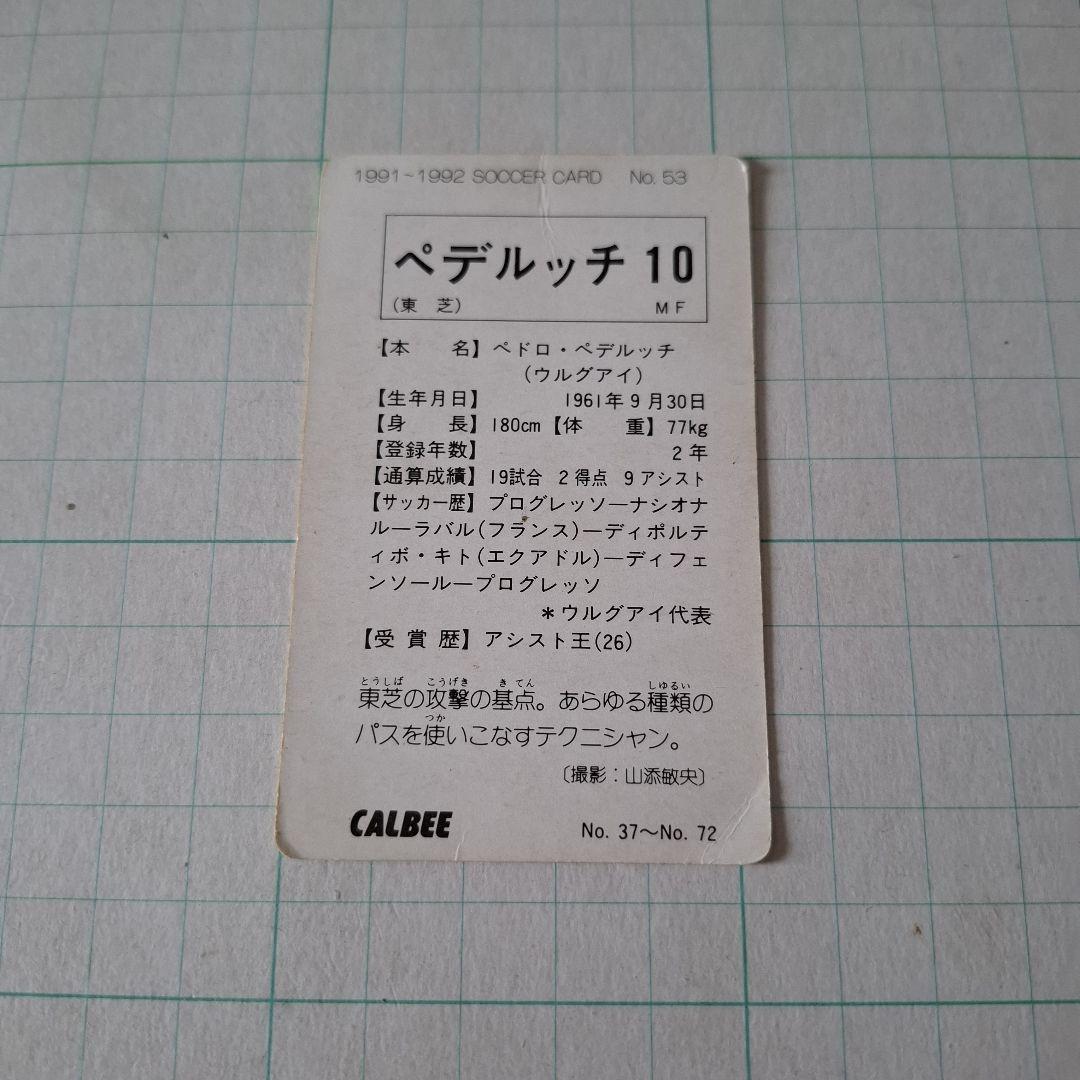 1991~1992 SOCCER CARD No. 53
ペデルッチ 10
(東 芝) MF
【本 名】ペドロ・ペデルッチ
(ウルグアイ)
【生年月日】 1961年9月30日
【身 長】180cm【体 重】77kg
【登録年数】 2年
【通算成績】19試合 2得点 9アシスト
【サッカー歴】プログレッソーナシオナ
ルーラバル(フランス)―ディポルテ
ィボ・キト(エクアドル)―ディフェ
ンソーループログレッソ
*ウルグアイ代表
【受賞歴】アシスト王(26)
とうしば こうげき きてん しゅるい
東芝の攻撃の基点。あらゆる種類の
つか
パスを使いこなすテクニシャン。
〔撮影:山添敏央〕
CALBEE No. 37〜No. 72